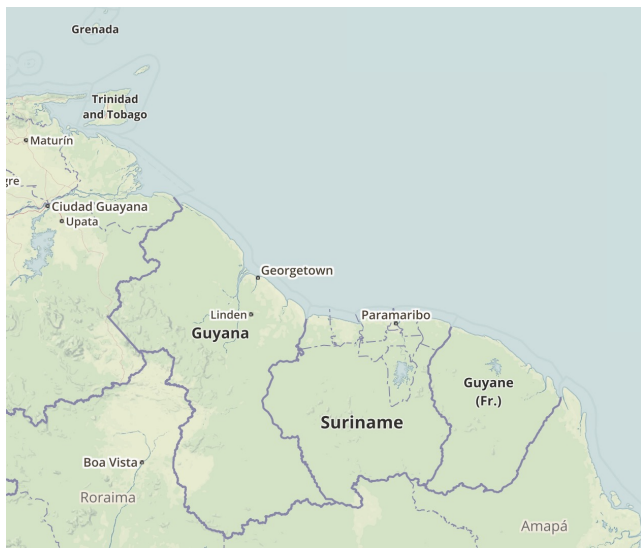 Grenada
Trinidad
and Tobago
Maturín
gre
Ciudad Guayana
Upata
Georgetown
Linden
Paramaribo
Guyana
Guyane
(Fr.)
Suriname
Boa Vista
Roraima
Amapá